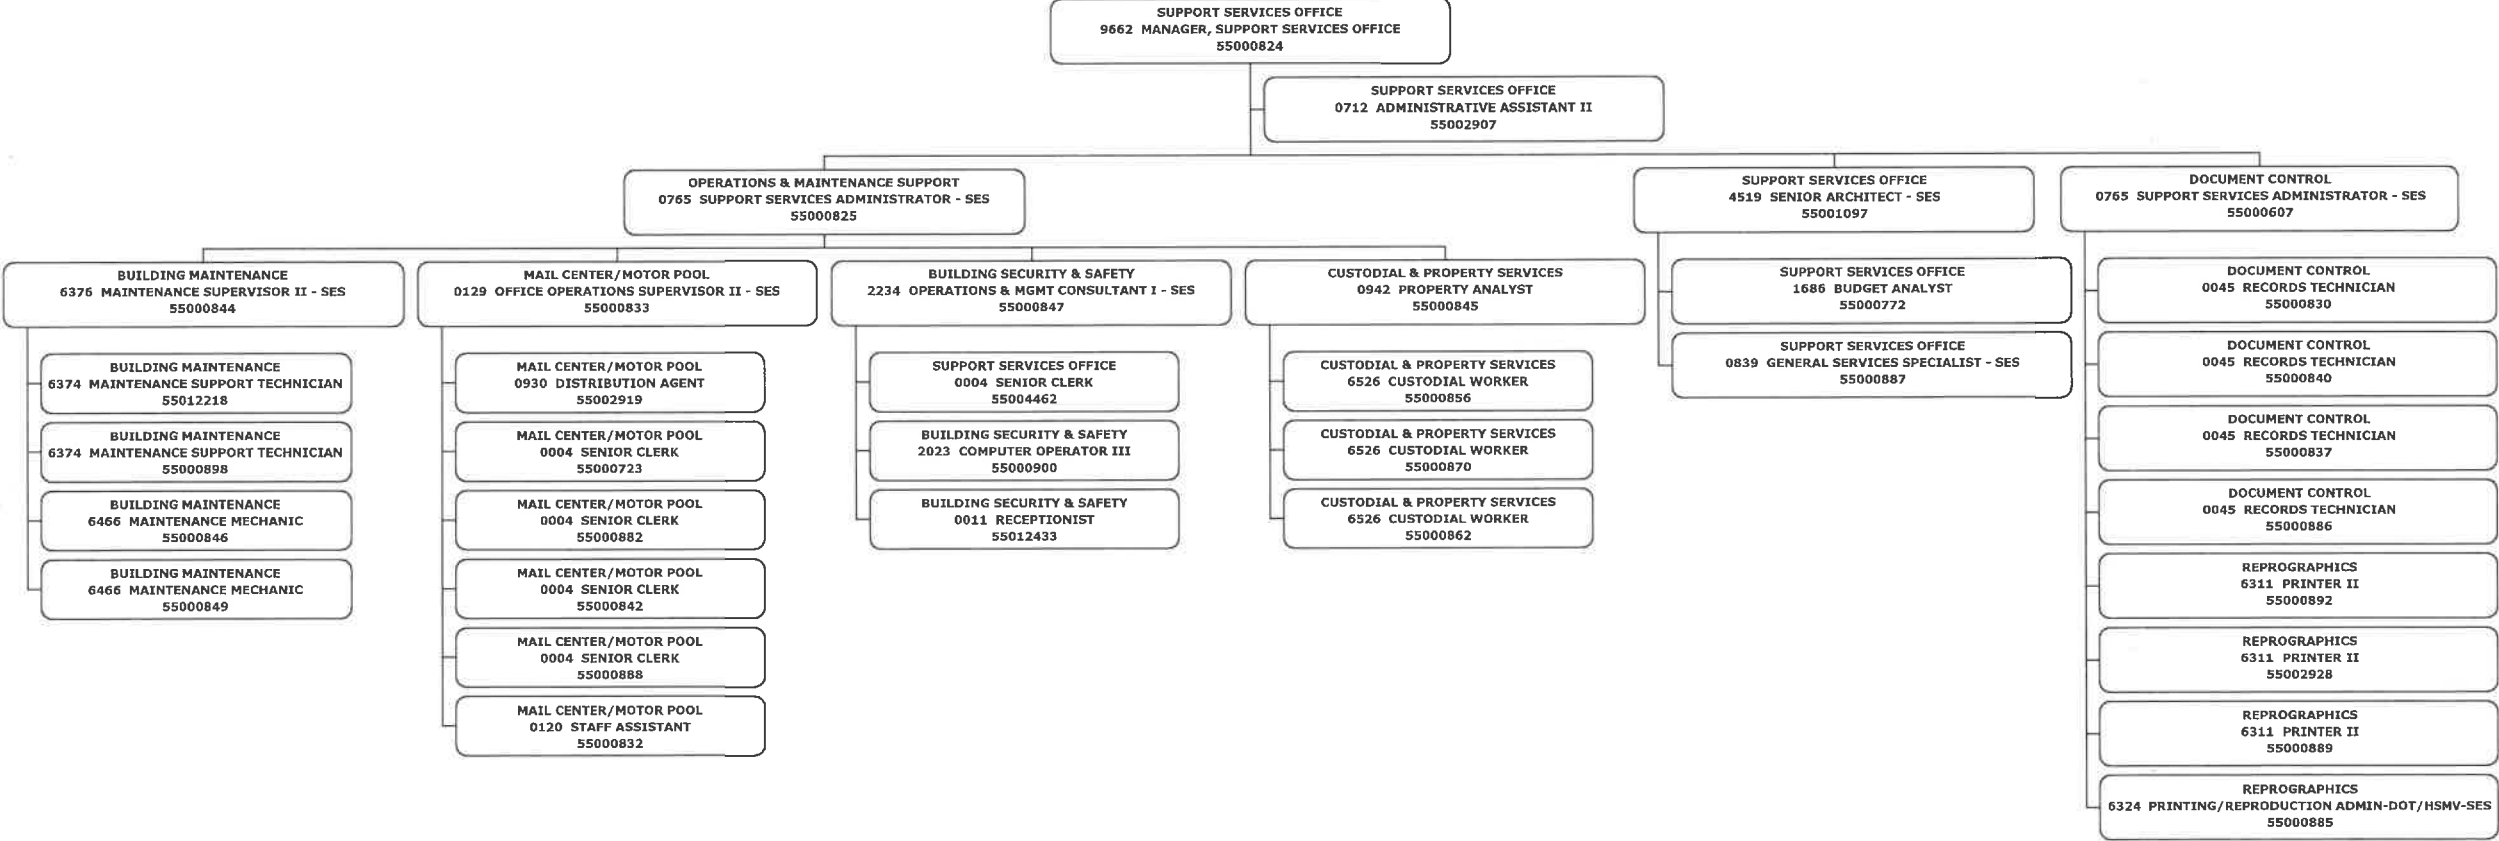 SUPPORT SERVICES OFFICE
9662 MANAGER, SUPPORT SERVICES OFFICE
55000824
SUPPORT SERVICES OFFICE
0712 ADMINISTRATIVE ASSISTANT II
55002907
OPERATIONS & MAINTENANCE SUPPORT
0765 SUPPORT SERVICES ADMINISTRATOR - SES
55000825
SUPPORT SERVICES OFFICE
4519 SENIOR ARCHITECT - SES
55001097
DOCUMENT CONTROL
0765 SUPPORT SERVICES ADMINISTRATOR - SES
55000607
BUILDING MAINTENANCE
6376 MAINTENANCE SUPERVISOR II - SES
55000844
BUILDING MAINTENANCE
6374 MAINTENANCE SUPPORT TECHNICIAN
55012218
BUILDING MAINTENANCE
6374 MAINTENANCE SUPPORT TECHNICIAN
55000898
BUILDING MAINTENANCE
6466 MAINTENANCE MECHANIC
55000846
BUILDING MAINTENANCE
6466 MAINTENANCE MECHANIC
55000849
MAIL CENTER/MOTOR POOL
0129 OFFICE OPERATIONS SUPERVISOR II - SES
55000833
MAIL CENTER/MOTOR POOL
0930 DISTRIBUTION AGENT
55002919
MAIL CENTER/MOTOR POOL
0004 SENIOR CLERK
55000723
MAIL CENTER/MOTOR POOL
0004 SENIOR CLERK
55000882
MAIL CENTER/MOTOR POOL
0004 SENIOR CLERK
55000842
MAIL CENTER/MOTOR POOL
0004 SENIOR CLERK
55000888
MAIL CENTER/MOTOR POOL
0120 STAFF ASSISTANT
55000832
BUILDING SECURITY & SAFETY
2234 OPERATIONS & MGMT CONSULTANT I - SES
55000847
SUPPORT SERVICES OFFICE
0004 SENIOR CLERK
55004462
BUILDING SECURITY & SAFETY
2023 COMPUTER OPERATOR III
55000900
BUILDING SECURITY & SAFETY
0011 RECEPTIONIST
55012433
CUSTODIAL & PROPERTY SERVICES
0942 PROPERTY ANALYST
55000845
CUSTODIAL & PROPERTY SERVICES
6526 CUSTODIAL WORKER
55000856
CUSTODIAL & PROPERTY SERVICES
6526 CUSTODIAL WORKER
55000870
CUSTODIAL & PROPERTY SERVICES
6526 CUSTODIAL WORKER
55000862
SUPPORT SERVICES OFFICE
1686 BUDGET ANALYST
55000772
SUPPORT SERVICES OFFICE
0839 GENERAL SERVICES SPECIALIST - SES
55000887
DOCUMENT CONTROL
0045 RECORDS TECHNICIAN
55000830
DOCUMENT CONTROL
0045 RECORDS TECHNICIAN
55000840
DOCUMENT CONTROL
0045 RECORDS TECHNICIAN
55000837
DOCUMENT CONTROL
0045 RECORDS TECHNICIAN
55000886
REPROGRAPHICS
6311 PRINTER II
55000892
REPROGRAPHICS
6311 PRINTER II
55002928
REPROGRAPHICS
6311 PRINTER II
55000889
REPROGRAPHICS
6324 PRINTING/REPRODUCTION ADMIN-DOT/HSMV-SES
55000885